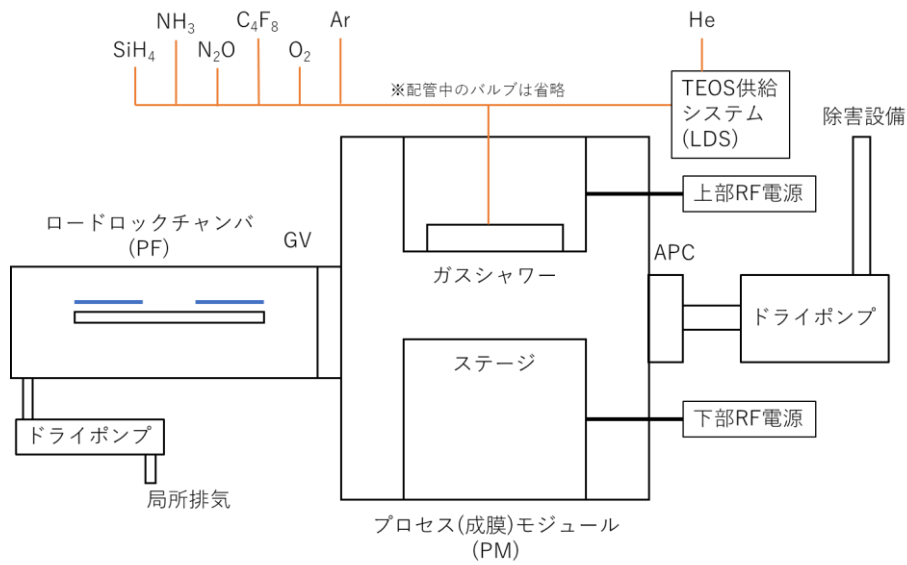 SiH₄
NH₃
N₂O
C₄F₈
O₂
Ar
He
※配管中のバルブは省略
TEOS供給
システム
(LDS)
除害設備
上部RF電源
ロードロックチャンバ
(PF)
GV
ガスシャワー
APC
ドライポンプ
ステージ
下部RF電源
ドライポンプ
局所排気
プロセス(成膜)モジュール
(PM)